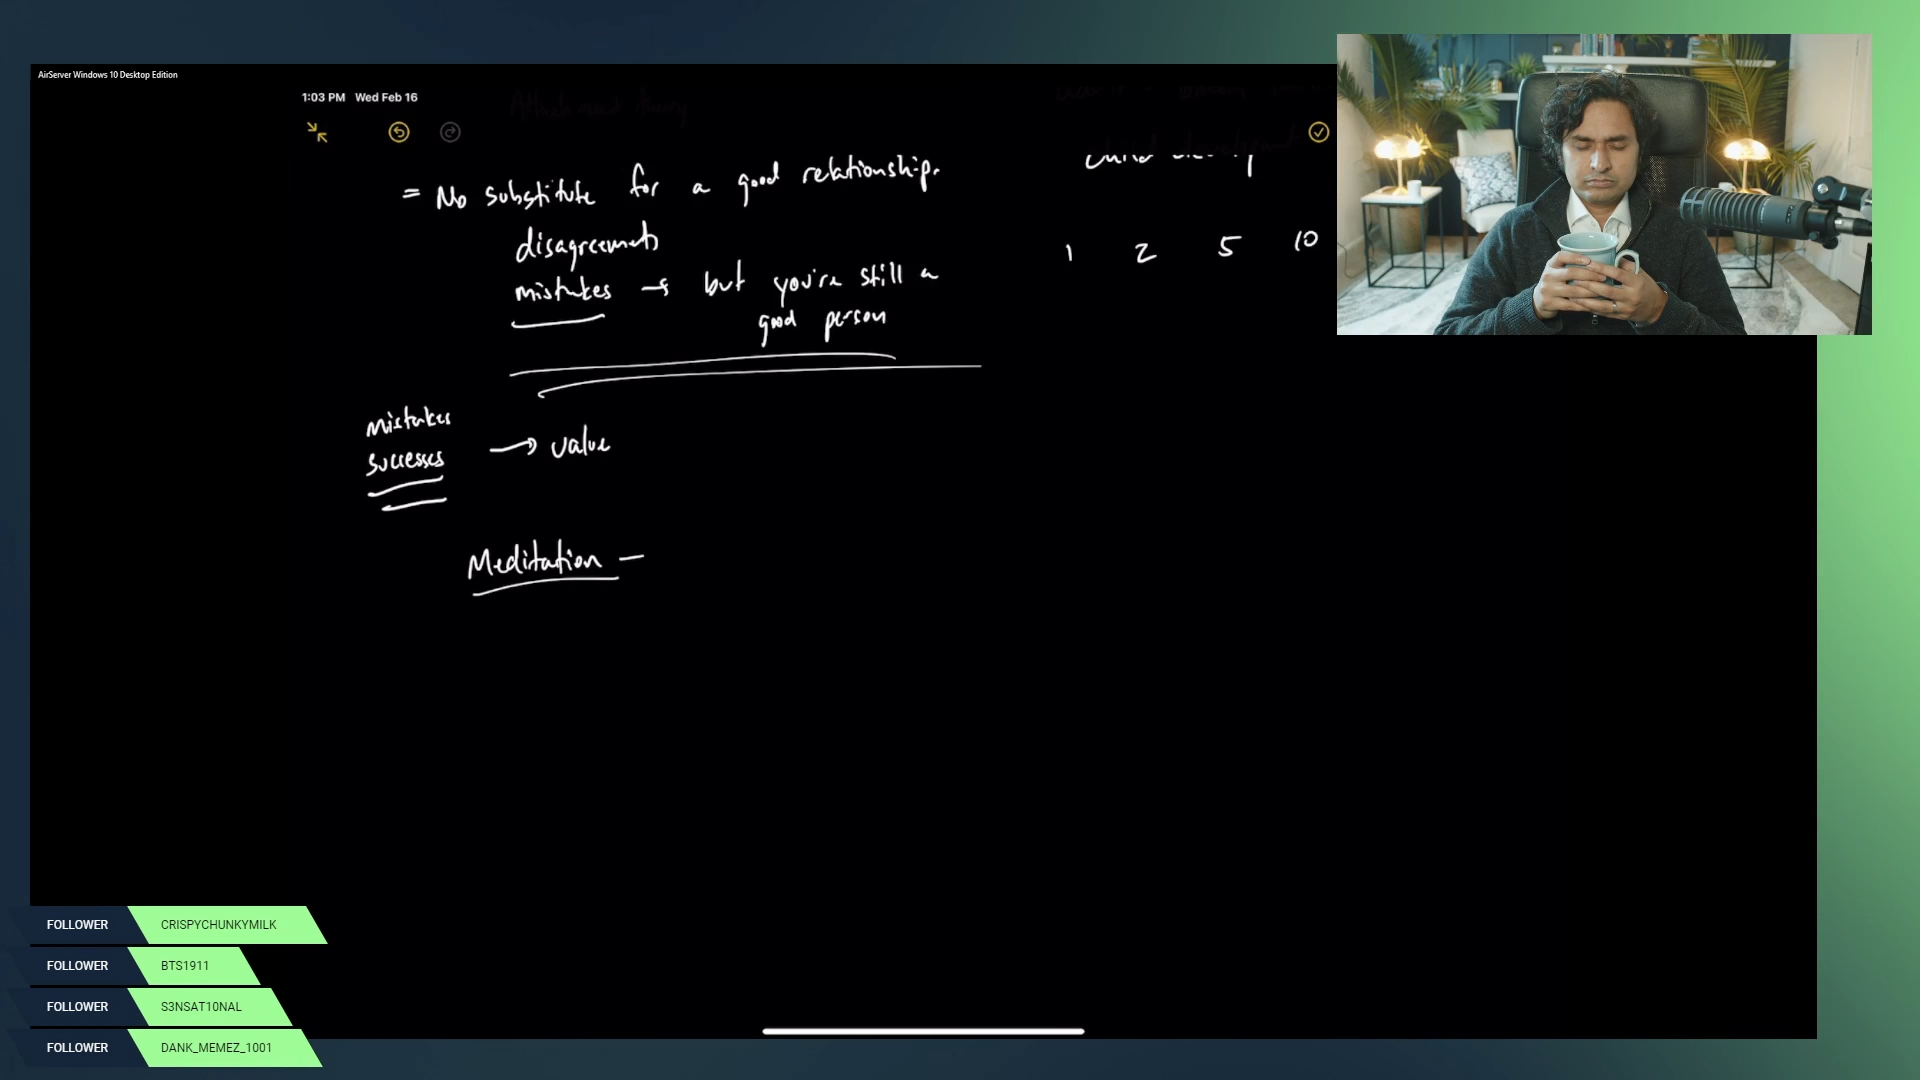 AirServer Windows 10 Desktop Edition
1:03 PM Wed Feb 16
Attachment theory
= No substitute for a good relationship.
disagreements
mistakes → but you're still a
good person
1 2 5 10
mistakes
successes → value
Meditation –
FOLLOWER CRISPYCHUNKYMILK
FOLLOWER BTS1911
FOLLOWER S3NSAT10NAL
FOLLOWER DANK_MEMEZ_1001